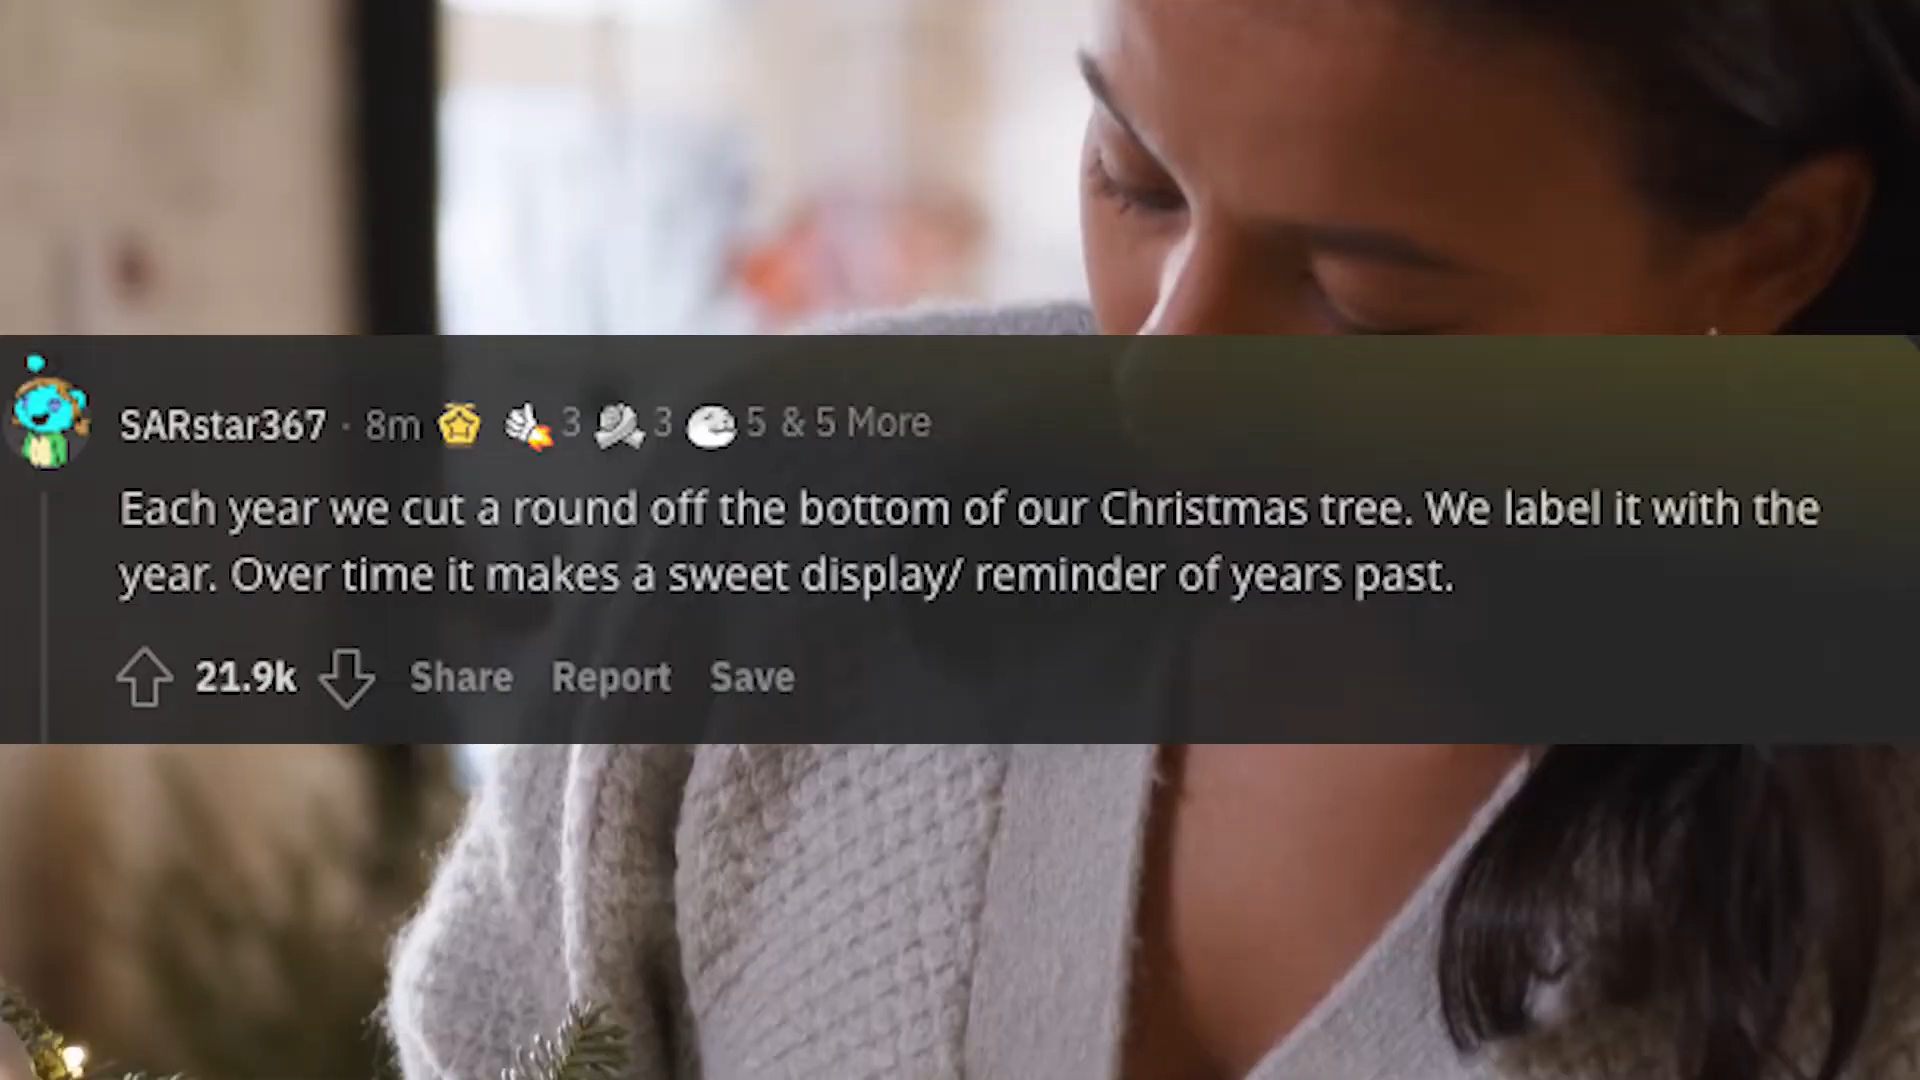 SARstar367 · 8m 3 3 5 & 5 More
Each year we cut a round off the bottom of our Christmas tree. We label it with the
year. Over time it makes a sweet display/ reminder of years past.
21.9k Share Report Save